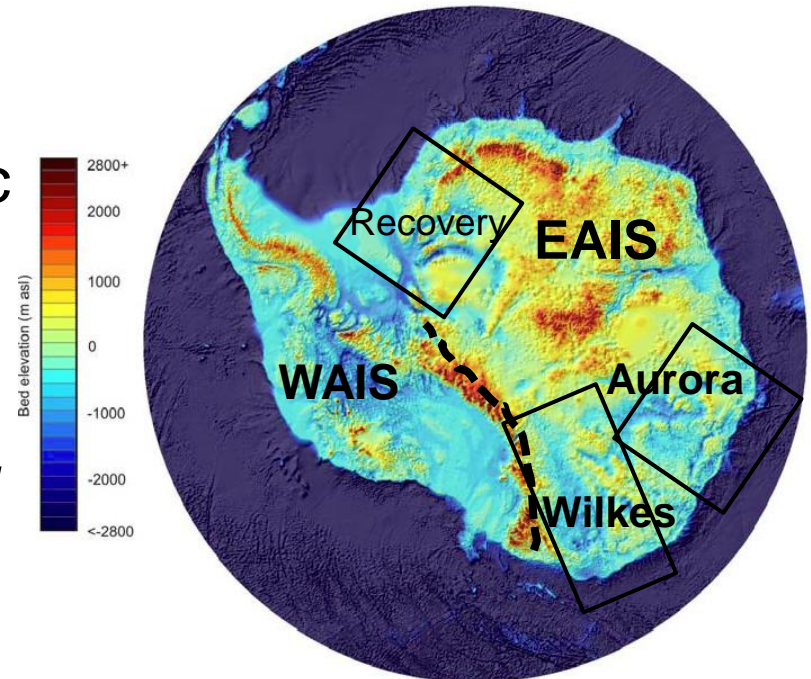 c
2800+
2000
1000
0
-1000
-2000
<-2800
Bed elevation (m asl)
Recovery
EAIS
WAIS
Aurora
Wilkes